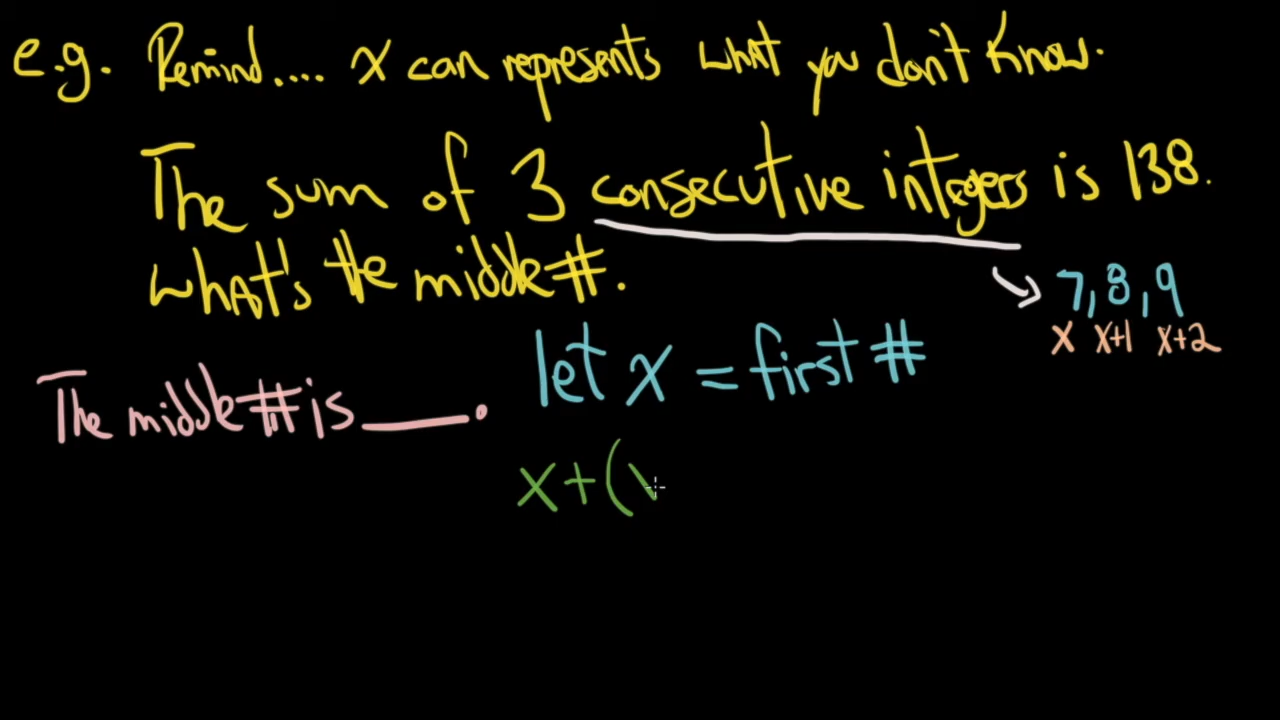 e.g. Remind.... x can represents what you don't know.
The sum of 3 consecutive integers is 138.
what's the middle #.
7, 8, 9
x x+1 x+2
let x = first #
The middle # is ____.
x + (